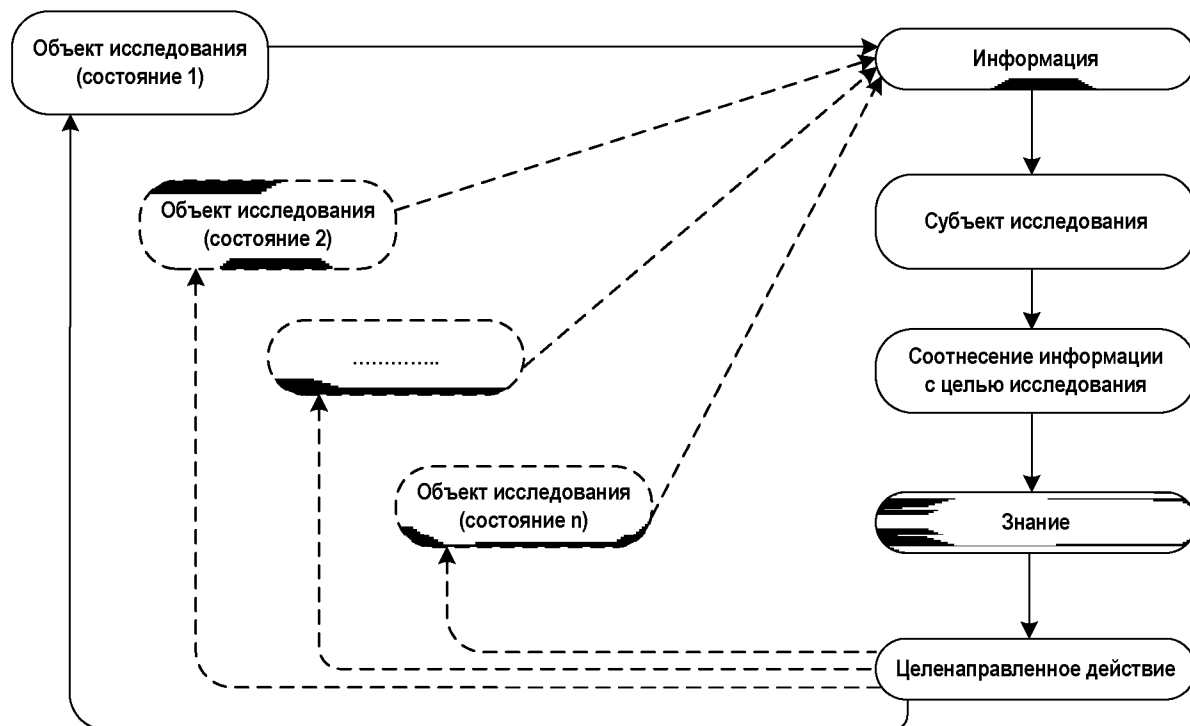 Объект исследования
(состояние 1)
Информация
Объект исследования
(состояние 2)
Субъект исследования
..............
Соотнесение информации
с целью исследования
Объект исследования
(состояние n)
Знание
Целенаправленное действие